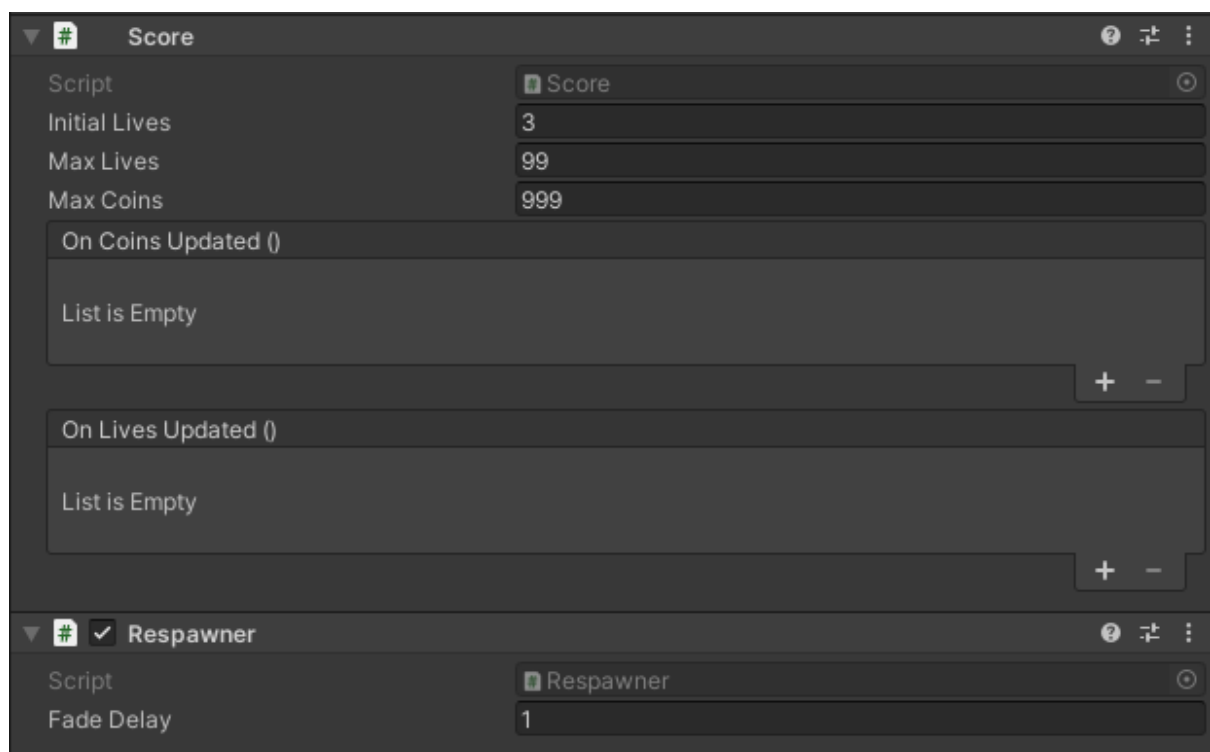 Score
Script Score
Initial Lives 3
Max Lives 99
Max Coins 999
On Coins Updated ()
List is Empty
+ −
On Lives Updated ()
List is Empty
+ −
Respawner
Script Respawner
Fade Delay 1